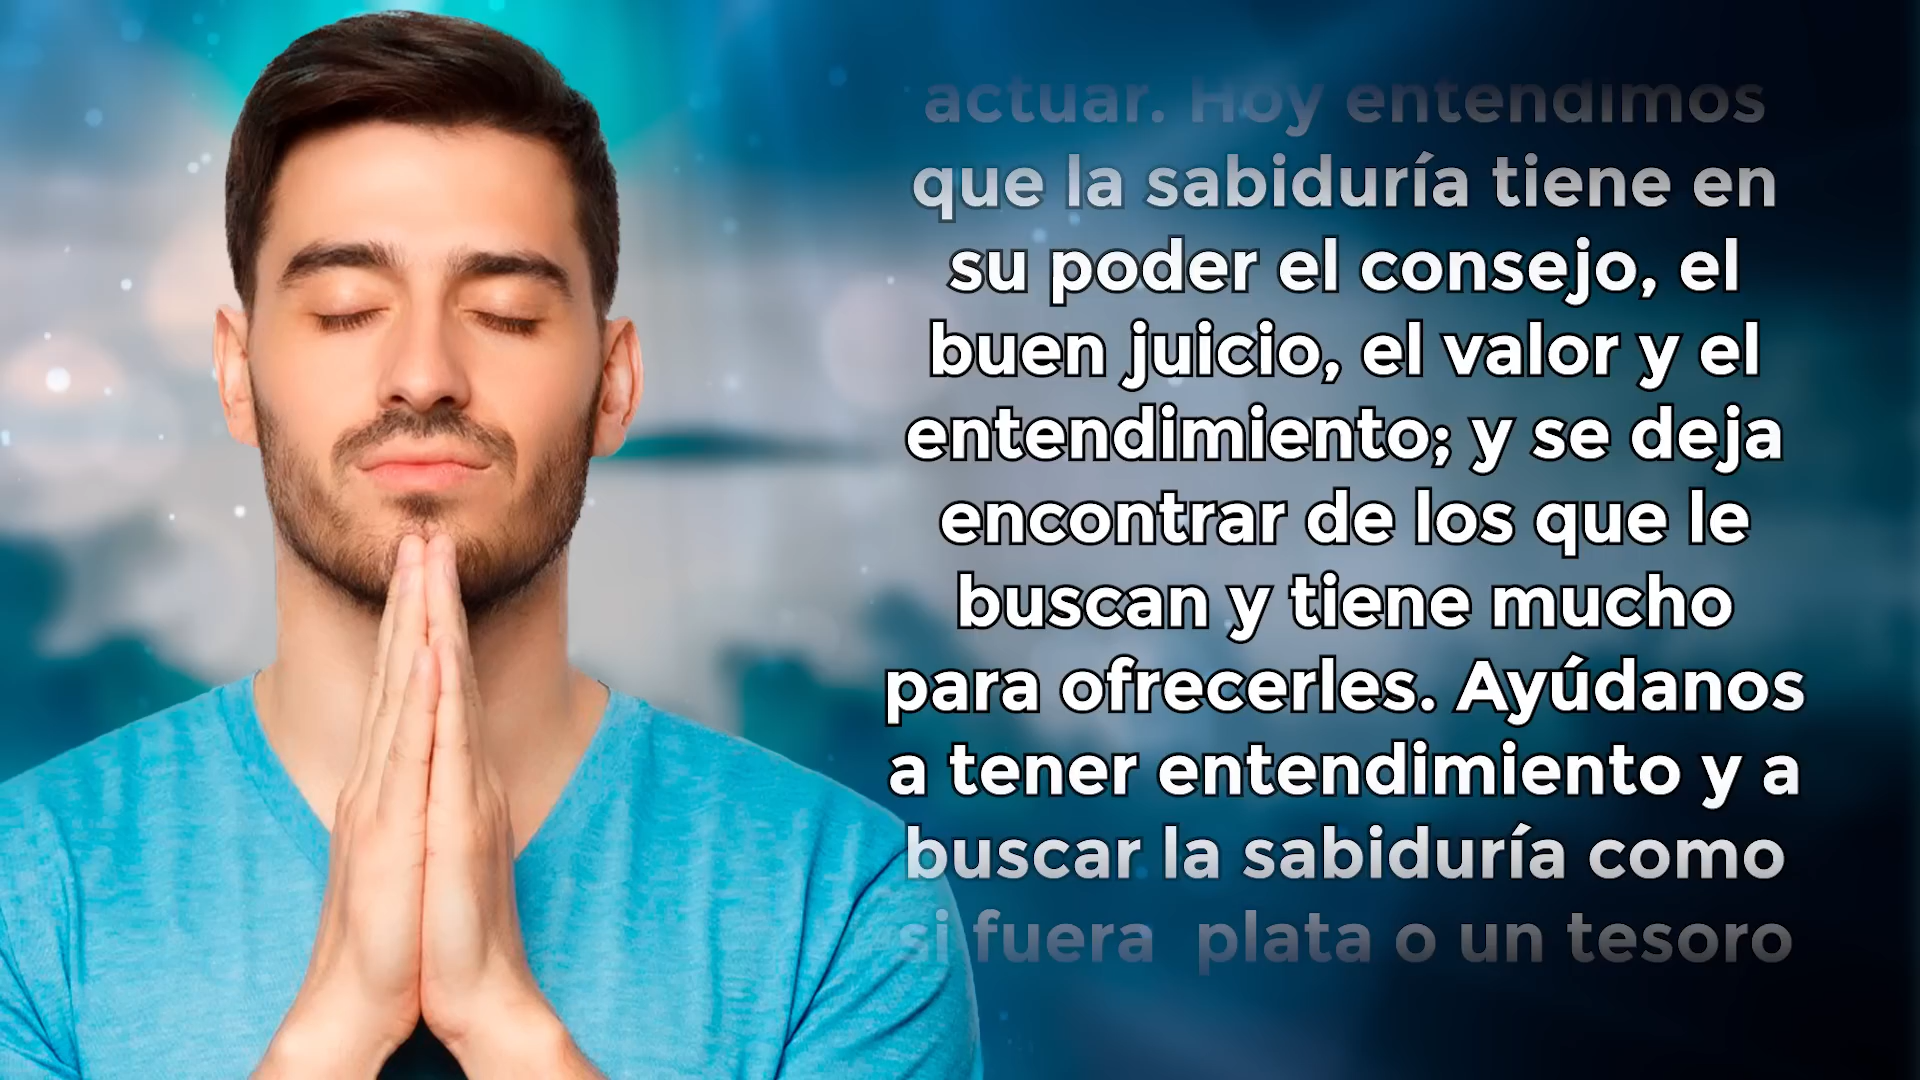 actuar. Hoy entendimos
que la sabiduría tiene en
su poder el consejo, el
buen juicio, el valor y el
entendimiento; y se deja
encontrar de los que le
buscan y tiene mucho
para ofrecerles. Ayúdanos
a tener entendimiento y a
buscar la sabiduría como
si fuera plata o un tesoro